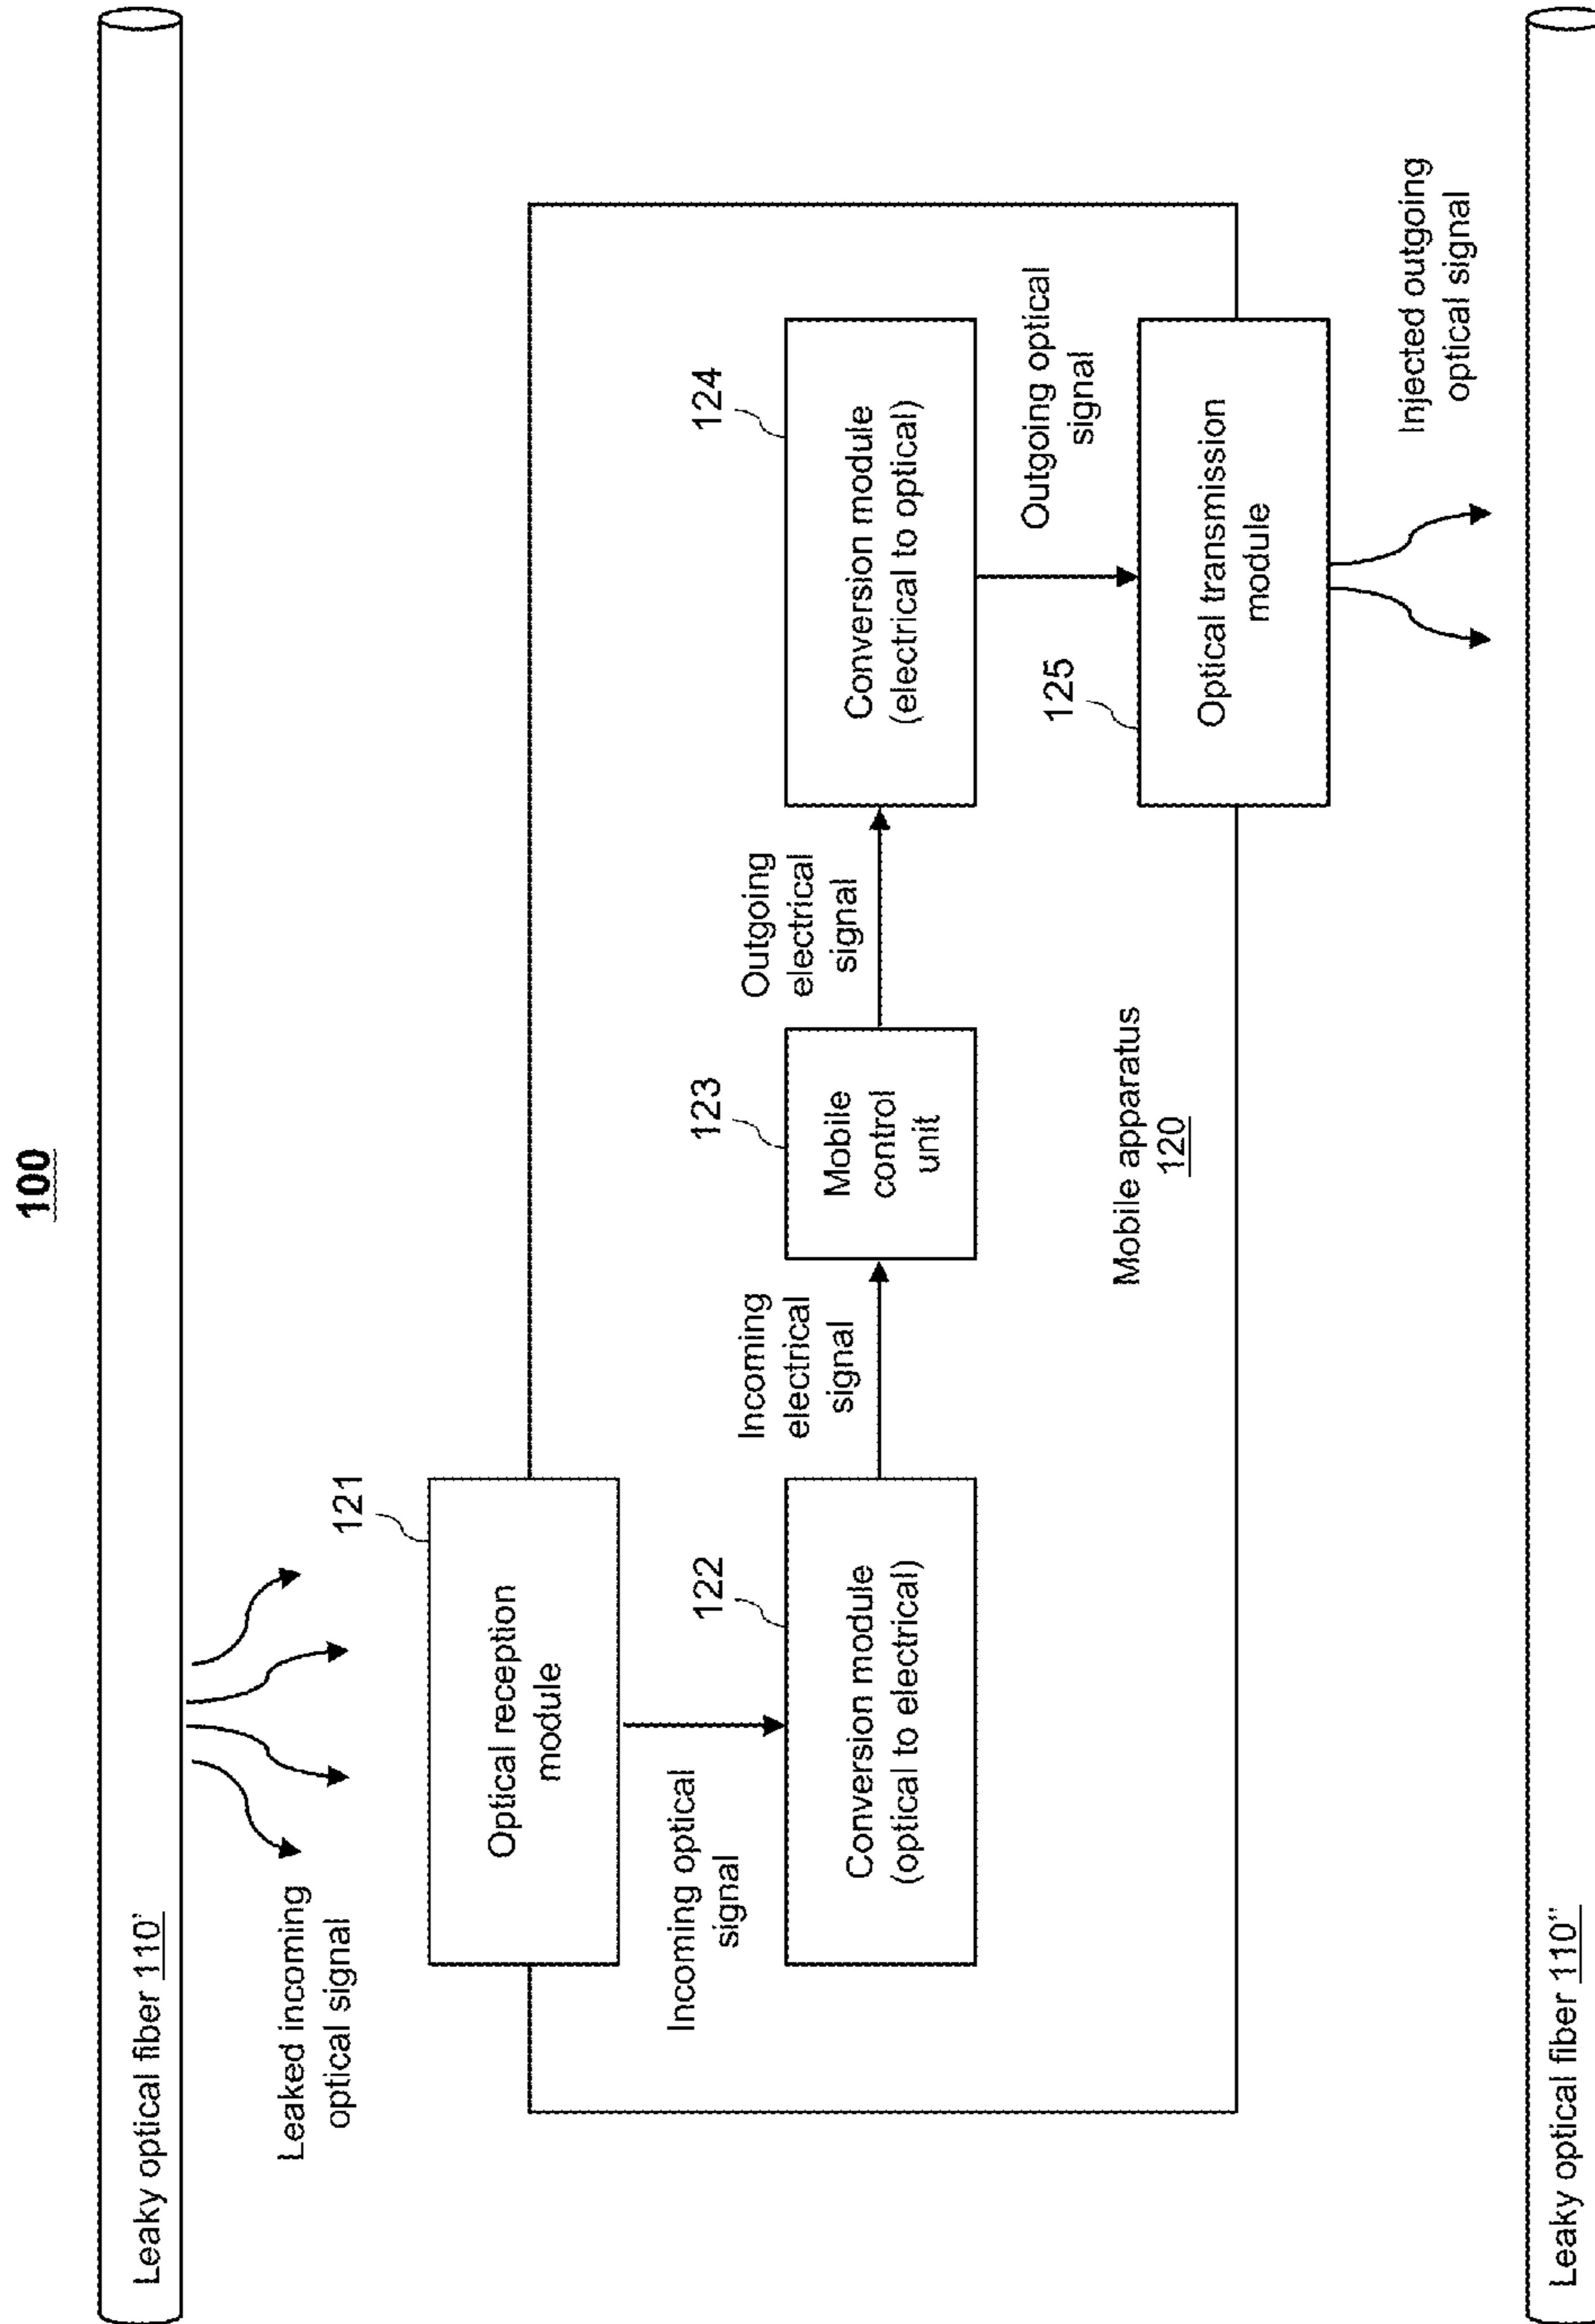 100
Leaky optical fiber 110'
Leaked incoming
optical signal
121
Optical reception
module
Incoming optical
signal
122
Conversion module
(optical to electrical)
Incoming
electrical
signal
123
Mobile
control
unit
Outgoing
electrical
signal
124
Conversion module
(electrical to optical)
Outgoing optical
signal
125
Optical transmission
module
Mobile apparatus
120
Injected outgoing
optical signal
Leaky optical fiber 110"